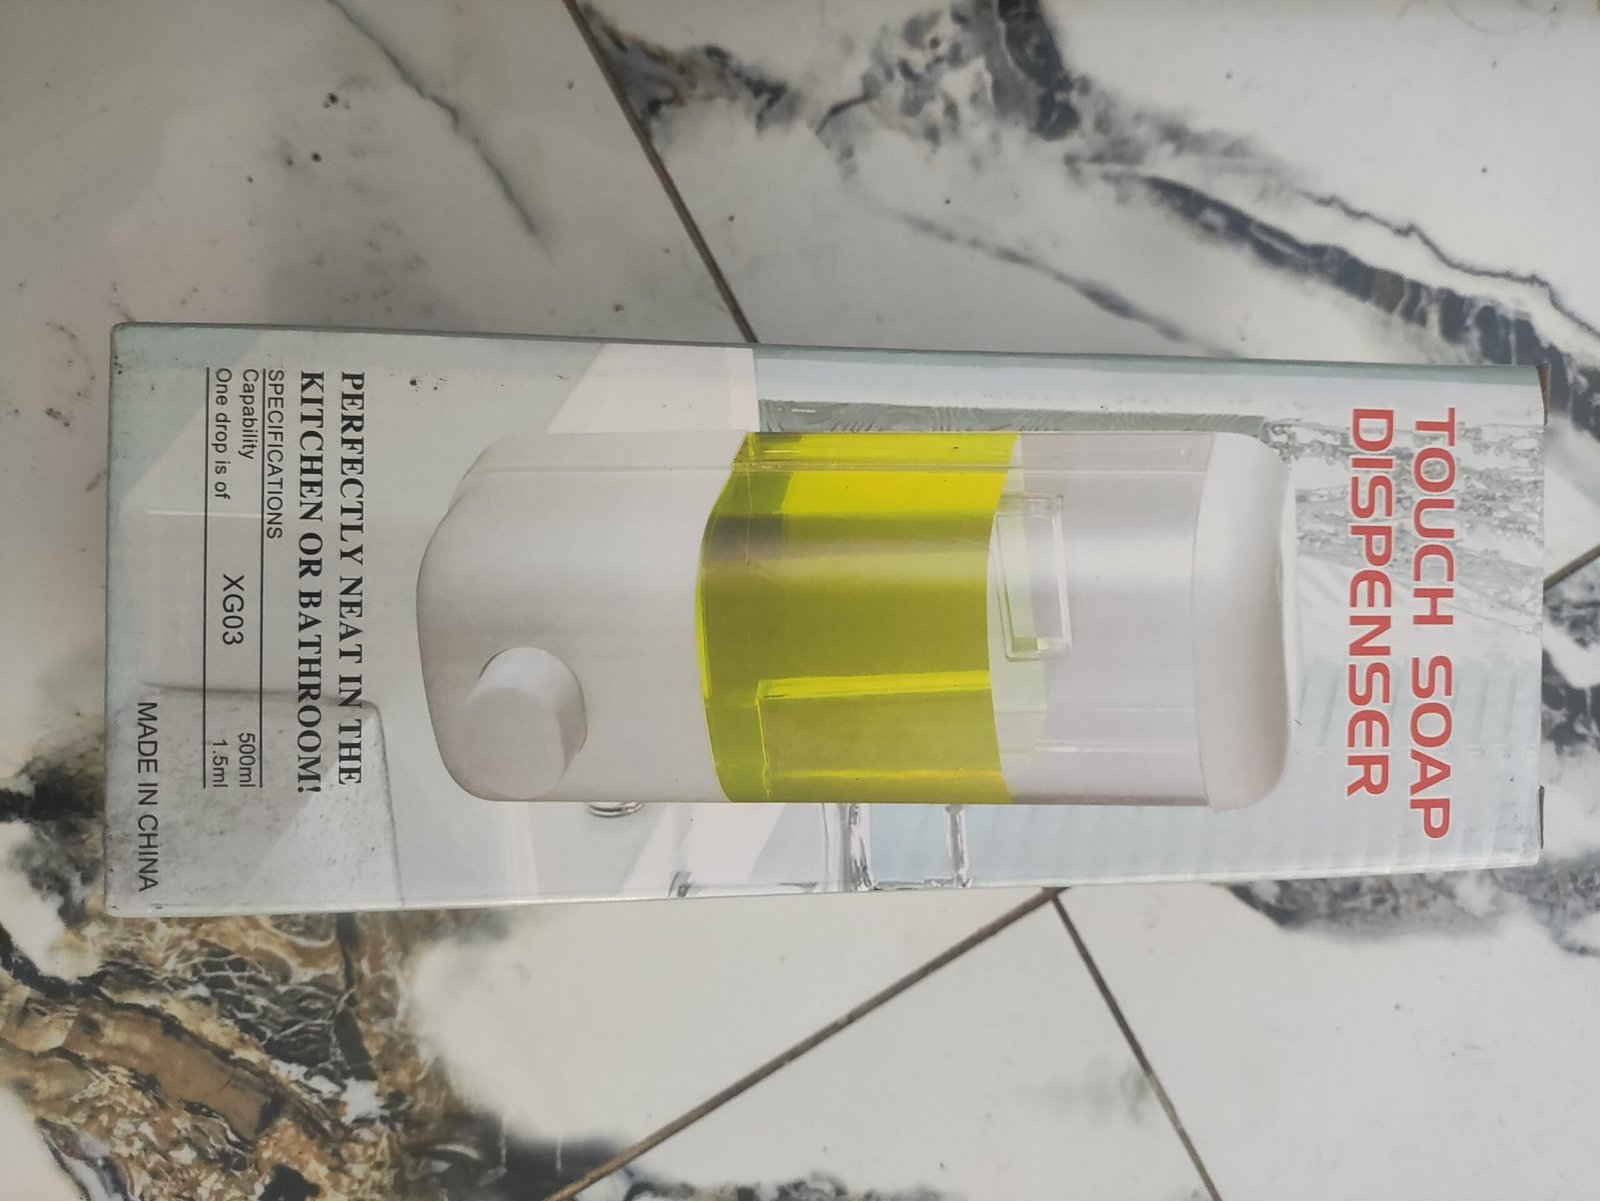 TOUCH SOAP
DISPENSER
PERFECTLY NEAT IN THE
KITCHEN OR BATHROOM!
SPECIFICATIONS
Capability 500ml
XG03
One drop is of 1.5ml
MADE IN CHINA